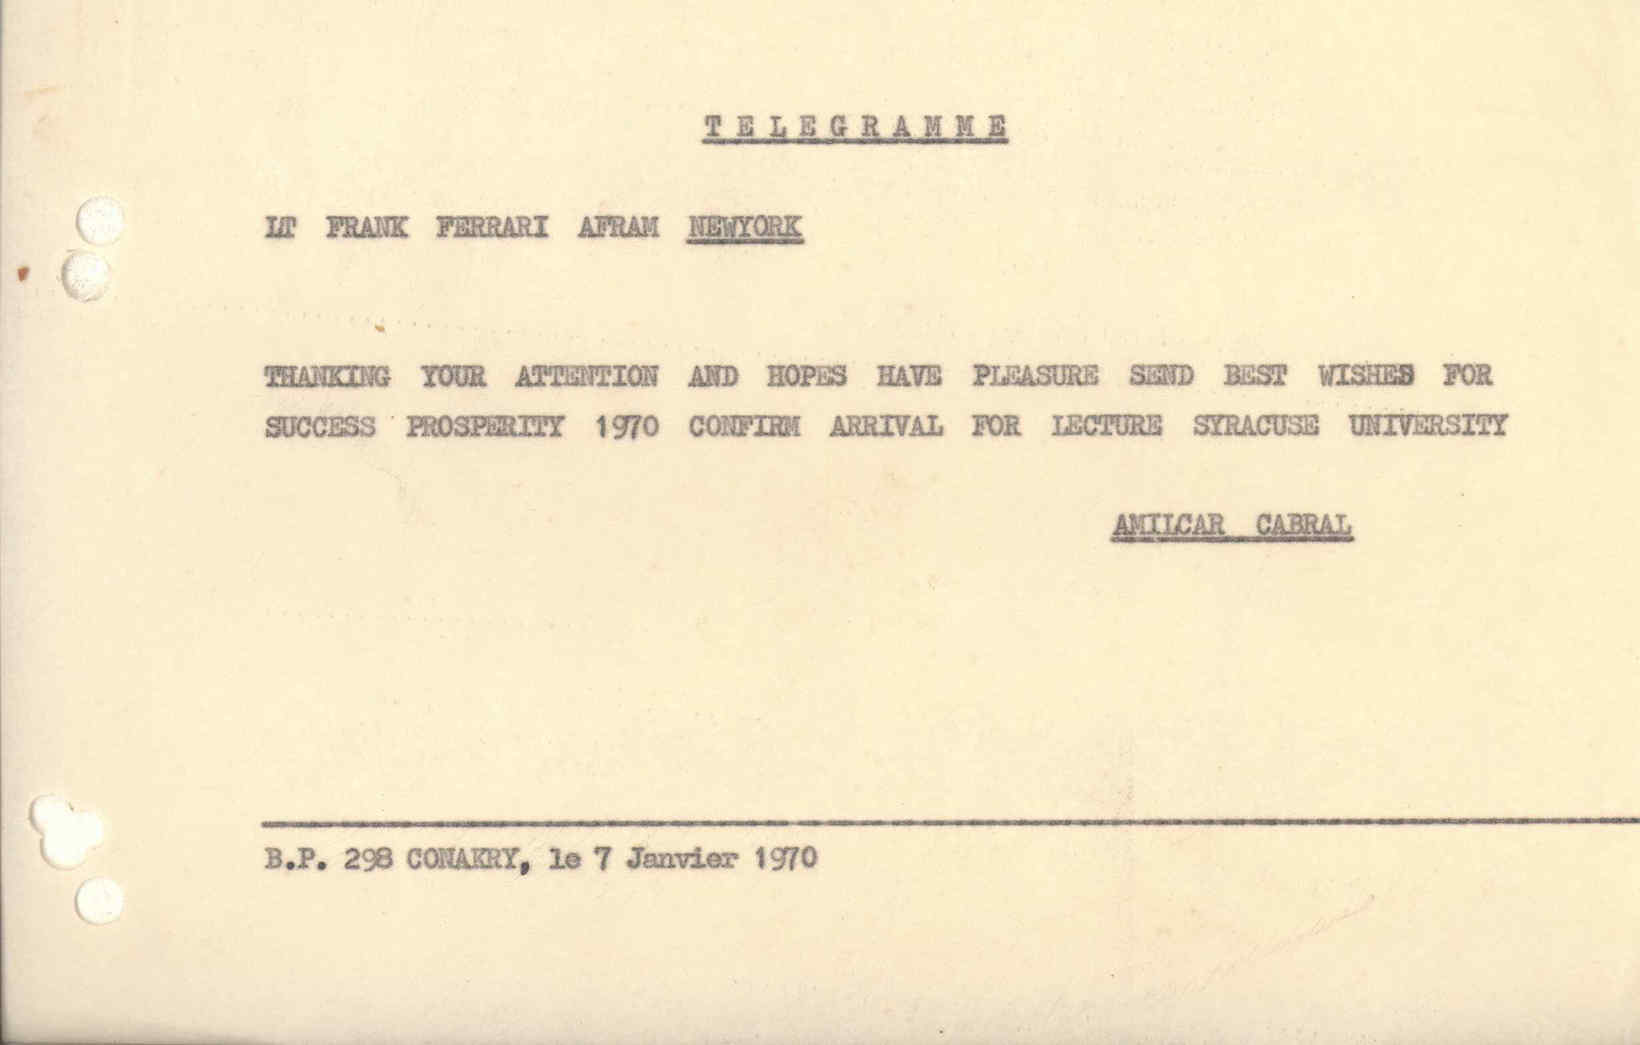 TELEGRAMME
LT FRANK FERRARI AFRAM NEWYORK
THANKING YOUR ATTENTION AND HOPES HAVE PLEASURE SEND BEST WISHES FOR
SUCCESS PROSPERITY 1970 CONFIRM ARRIVAL FOR LECTURE SYRACUSE UNIVERSITY
AMILCAR CABRAL
B.P. 298 CONAKRY, le 7 Janvier 1970